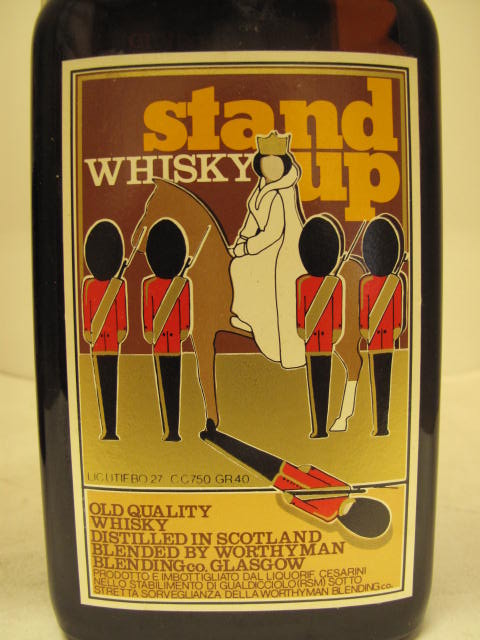 stand
WHISKY up
LIC UTIF BO 27 CC 750 GR 40
OLD QUALITY
WHISKY
DISTILLED IN SCOTLAND
BLENDED BY WORTHYMAN
BLENDING co. GLASGOW
PRODOTTO E IMBOTTIGLIATO DAL LIQUORIF. CESARINI
NELLO STABILIMENTO DI GUALDICCIOLO (RSM) SOTTO
STRETTA SORVEGLIANZA DELLA WORTHYMAN BLENDING co.